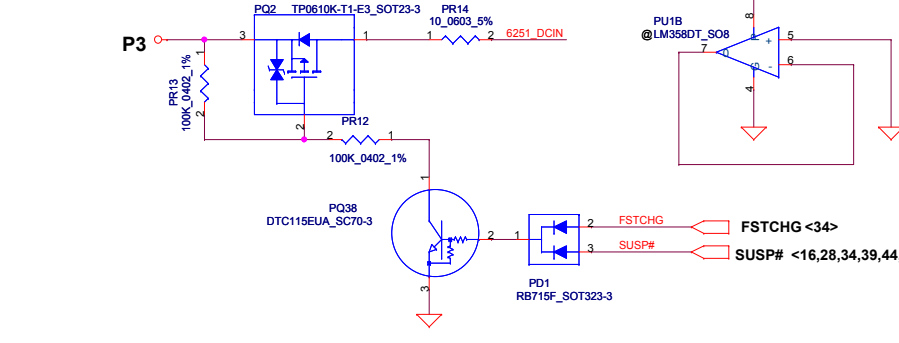 PQ2 TP0610K-T1-E3_SOT23-3
PR14
10_0603_5%
P3
3
1
1
2
6251_DCIN
PR13
100K_0402_1%
1
2
2
PR12
2
1
100K_0402_1%
PQ38
DTC115EUA_SC70-3
1
2
3
1
2
3
FSTCHG
SUSP#
FSTCHG <34>
SUSP# <16,28,34,39,44
PD1
RB715F_SOT323-3
PU1B
@LM358DT_SO8
8
7
5
6
4
+
-
0
P
G